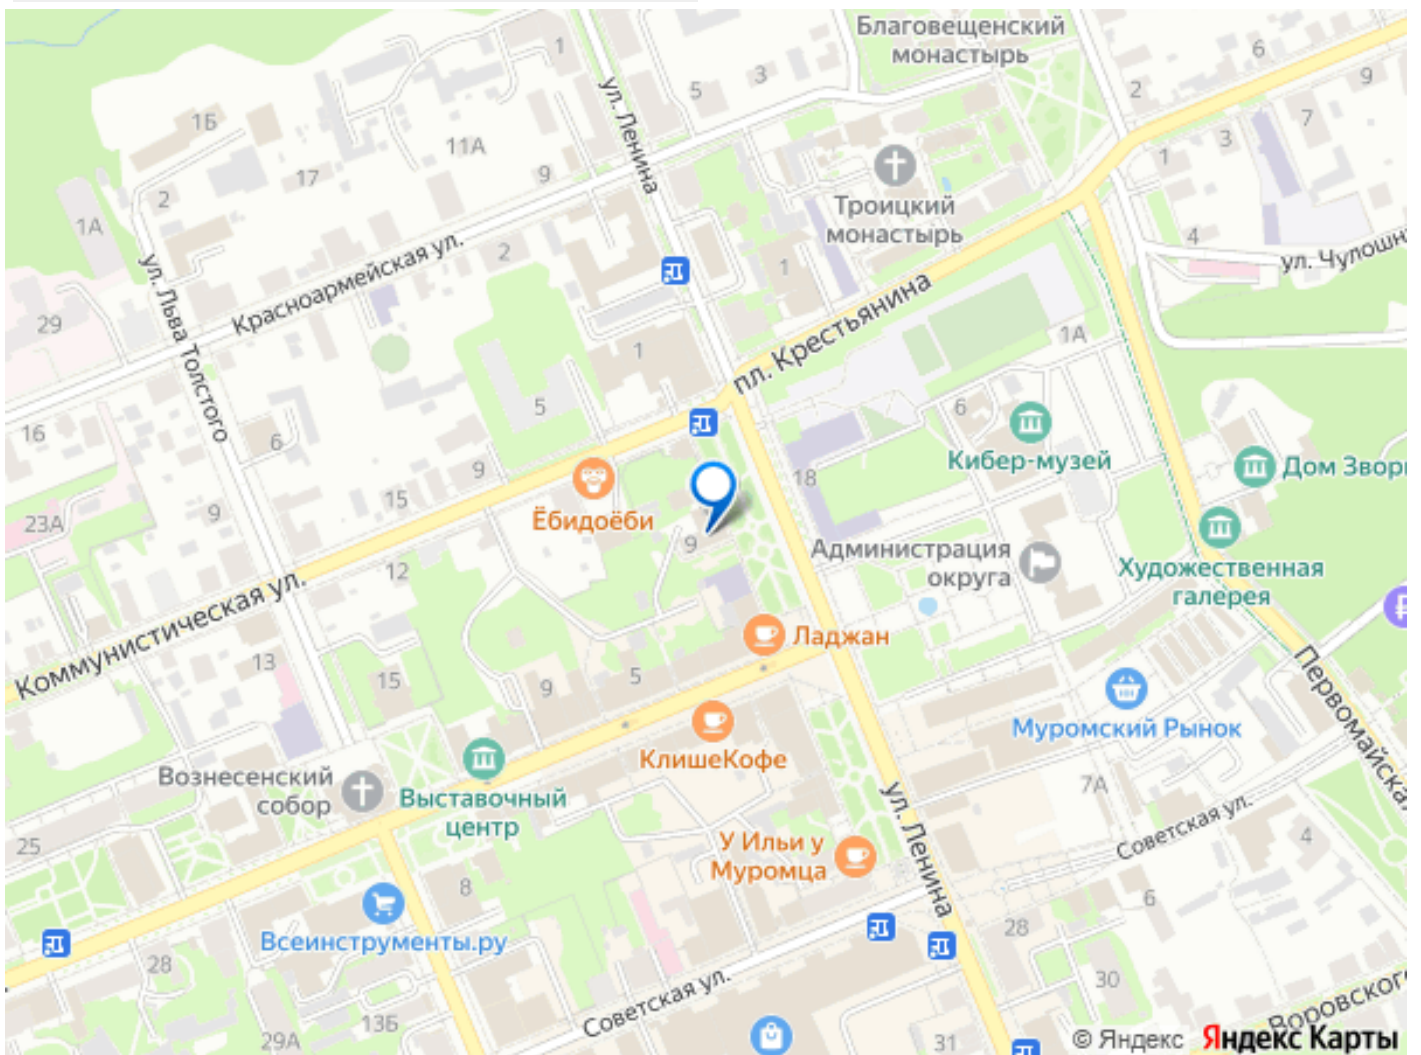 Благовещенский
монастырь
1
6
9
5
3
2
7
1Б
ул. Ленина
11А
3
1
17
9
Троицкий
монастырь
2
1А
4
ул. Чулошн
2
Красноармейская ул.
1
пл. Крестьянина
ул. Льва Толстого
29
1А
1
5
6
16
6
Кибер-музей
Дом Звор
9
18
15
Ёбидоёби
9
23А
9
Администрация
округа
Художественная
галерея
12
Коммунистическая ул.
Ладжан
13
15
9
5
Первомайская
Муромский Рынок
КлишеКофе
Вознесенский
собор
Выставочный
центр
7А
ул. Ленина
Советская ул.
25
4
У Ильи у
Муромца
8
6
Всеинструменты.ру
28
28
30
Советская ул.
Воровского
13Б
29А
31
© Яндекс Яндекс Карты